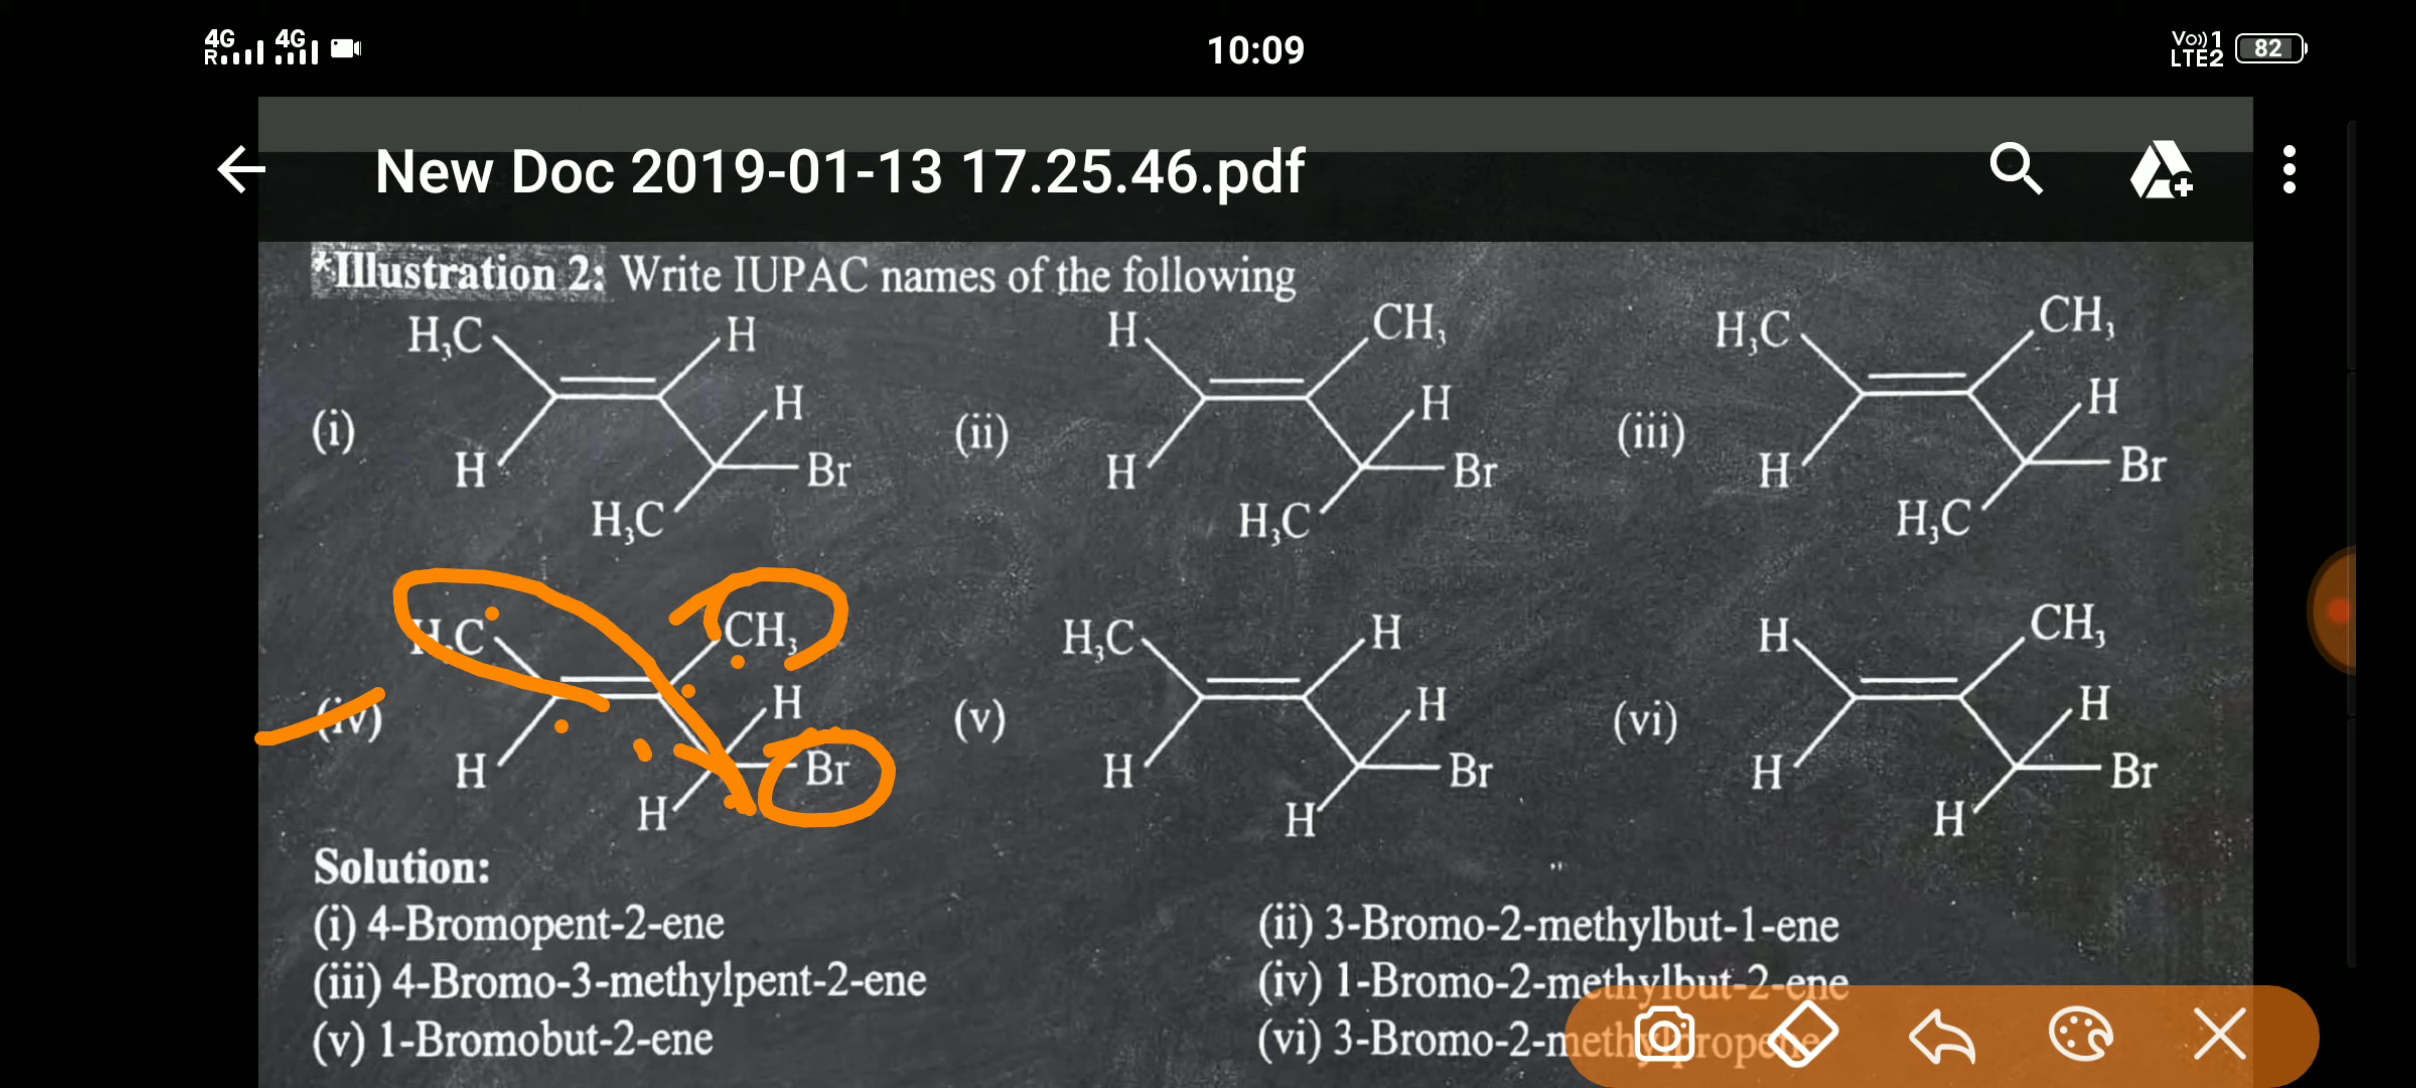 4G R 4G 10:09 Vo)) 1 LTE2 82
New Doc 2019-01-13 17.25.46.pdf
*Illustration 2: Write IUPAC names of the following
(i) H₃C H H H Br H₃C
(ii) H CH₃ H H Br H₃C
(iii) H₃C CH₃ H H Br H₃C
(iv) H₃C CH₃ H H Br H
(v) H₃C H H H Br H
(vi) H CH₃ H H Br H
Solution:
(i) 4-Bromopent-2-ene
(ii) 3-Bromo-2-methylbut-1-ene
(iii) 4-Bromo-3-methylpent-2-ene
(iv) 1-Bromo-2-methylbut-2-ene
(v) 1-Bromobut-2-ene
(vi) 3-Bromo-2-methylpropene